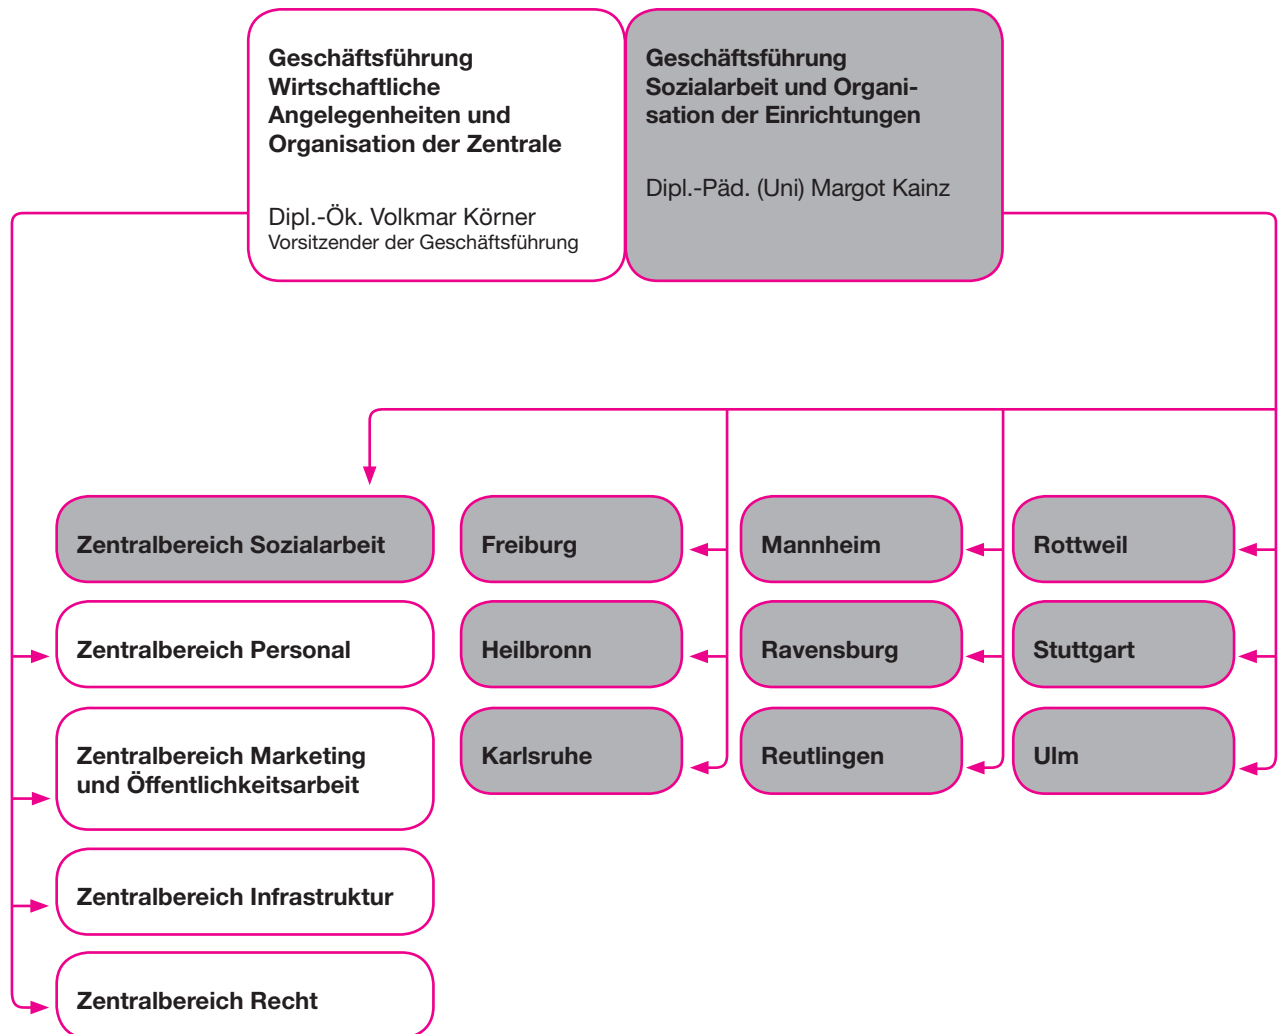 Geschäftsführung
Wirtschaftliche
Angelegenheiten und
Organisation der Zentrale
Dipl.-Ök. Volkmar Körner
Vorsitzender der Geschäftsführung
Geschäftsführung
Sozialarbeit und Organi-
sation der Einrichtungen
Dipl.-Päd. (Uni) Margot Kainz
Zentralbereich Sozialarbeit
Zentralbereich Personal
Zentralbereich Marketing
und Öffentlichkeitsarbeit
Zentralbereich Infrastruktur
Zentralbereich Recht
Freiburg
Heilbronn
Karlsruhe
Mannheim
Ravensburg
Reutlingen
Rottweil
Stuttgart
Ulm